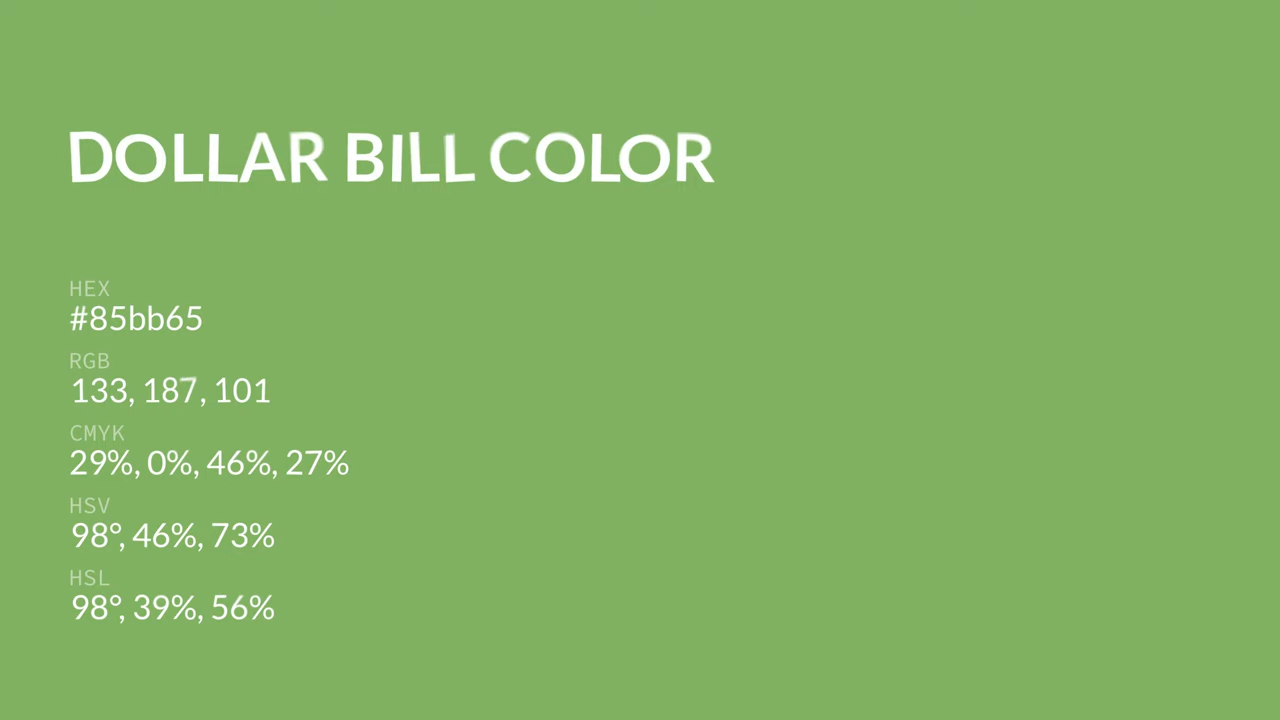 DOLLAR BILL COLOR
HEX
#85bb65
RGB
133, 187, 101
CMYK
29%, 0%, 46%, 27%
HSV
98°, 46%, 73%
HSL
98°, 39%, 56%